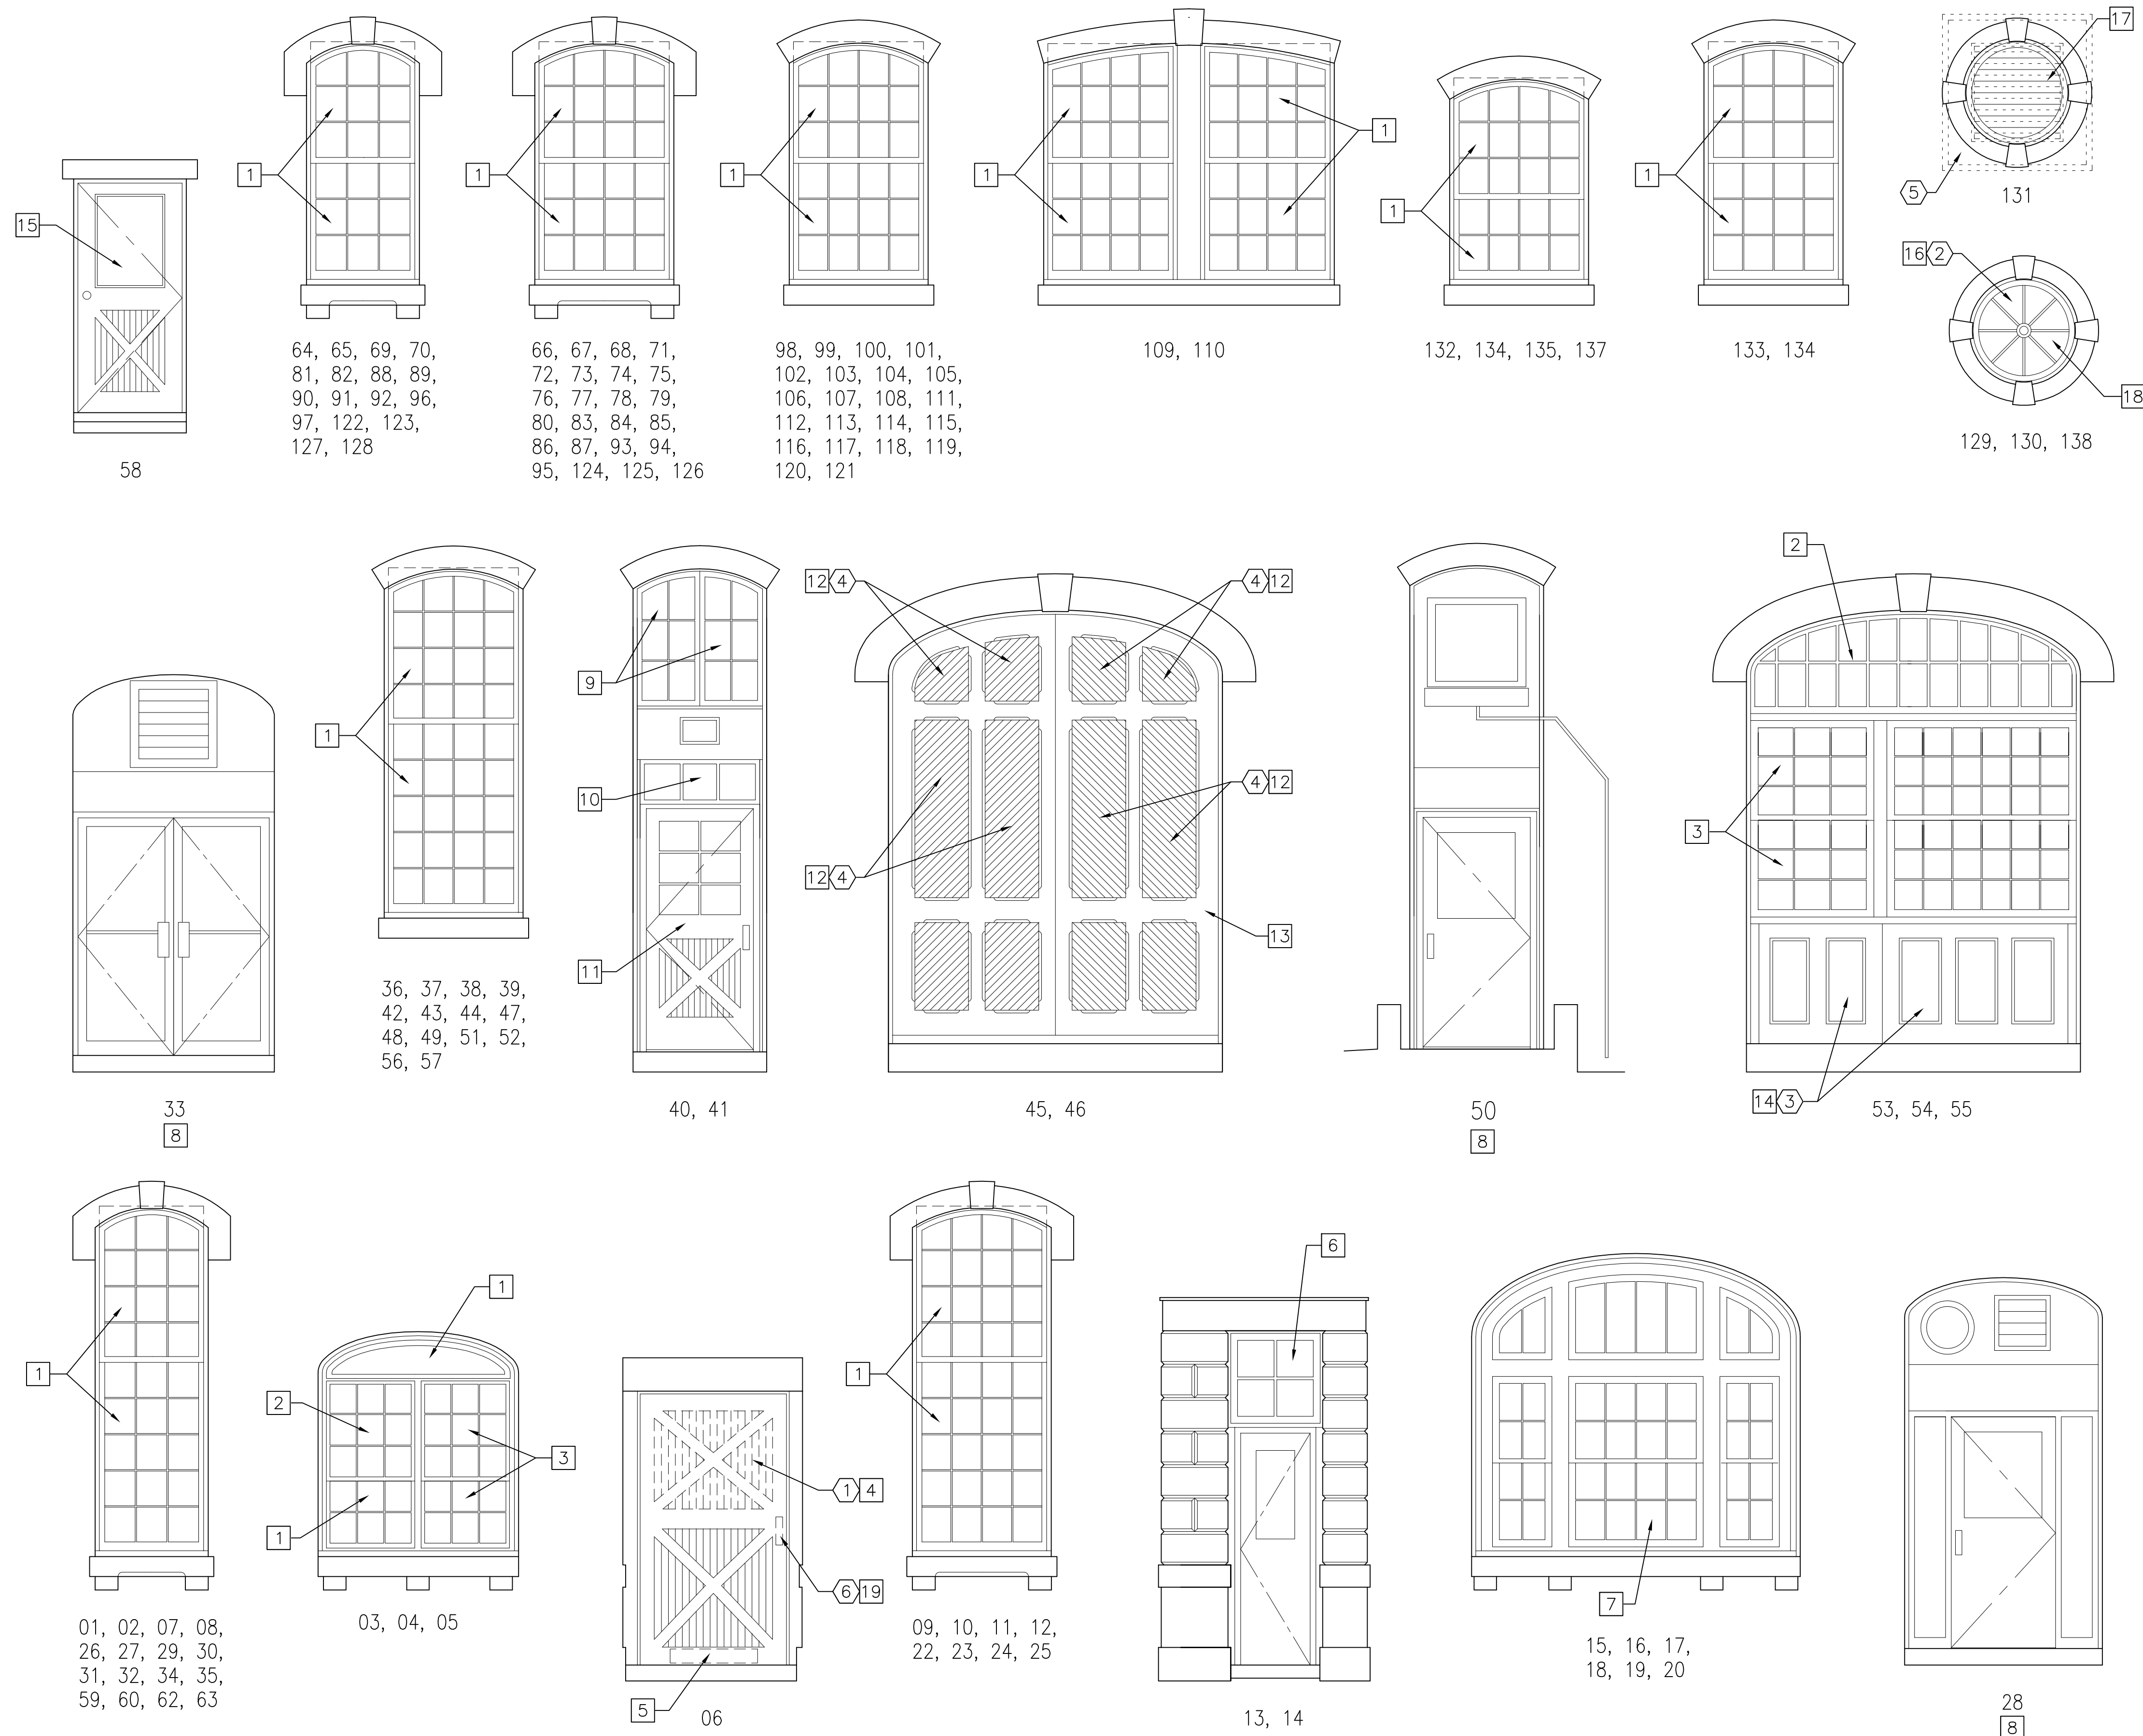 17
1
1
1
1
1
1
1
15
5
131
16 2
18
64, 65, 69, 70,
81, 82, 88, 89,
90, 91, 92, 96,
97, 122, 123,
127, 128
66, 67, 68, 71,
72, 73, 74, 75,
76, 77, 78, 79,
80, 83, 84, 85,
86, 87, 93, 94,
95, 124, 125, 126
98, 99, 100, 101,
102, 103, 104, 105,
106, 107, 108, 111,
112, 113, 114, 115,
116, 117, 118, 119,
120, 121
109, 110
132, 134, 135, 137
133, 134
129, 130, 138
58
2
12 4
4 12
9
1
10
4 12
3
12 4
13
11
14 3
36, 37, 38, 39,
42, 43, 44, 47,
48, 49, 51, 52,
56, 57
33
8
40, 41
45, 46
50
8
53, 54, 55
6
1
1
1
2
3
1
1 4
6 19
7
5
01, 02, 07, 08,
26, 27, 29, 30,
31, 32, 34, 35,
59, 60, 62, 63
03, 04, 05
06
09, 10, 11, 12,
22, 23, 24, 25
13, 14
15, 16, 17,
18, 19, 20
28
8